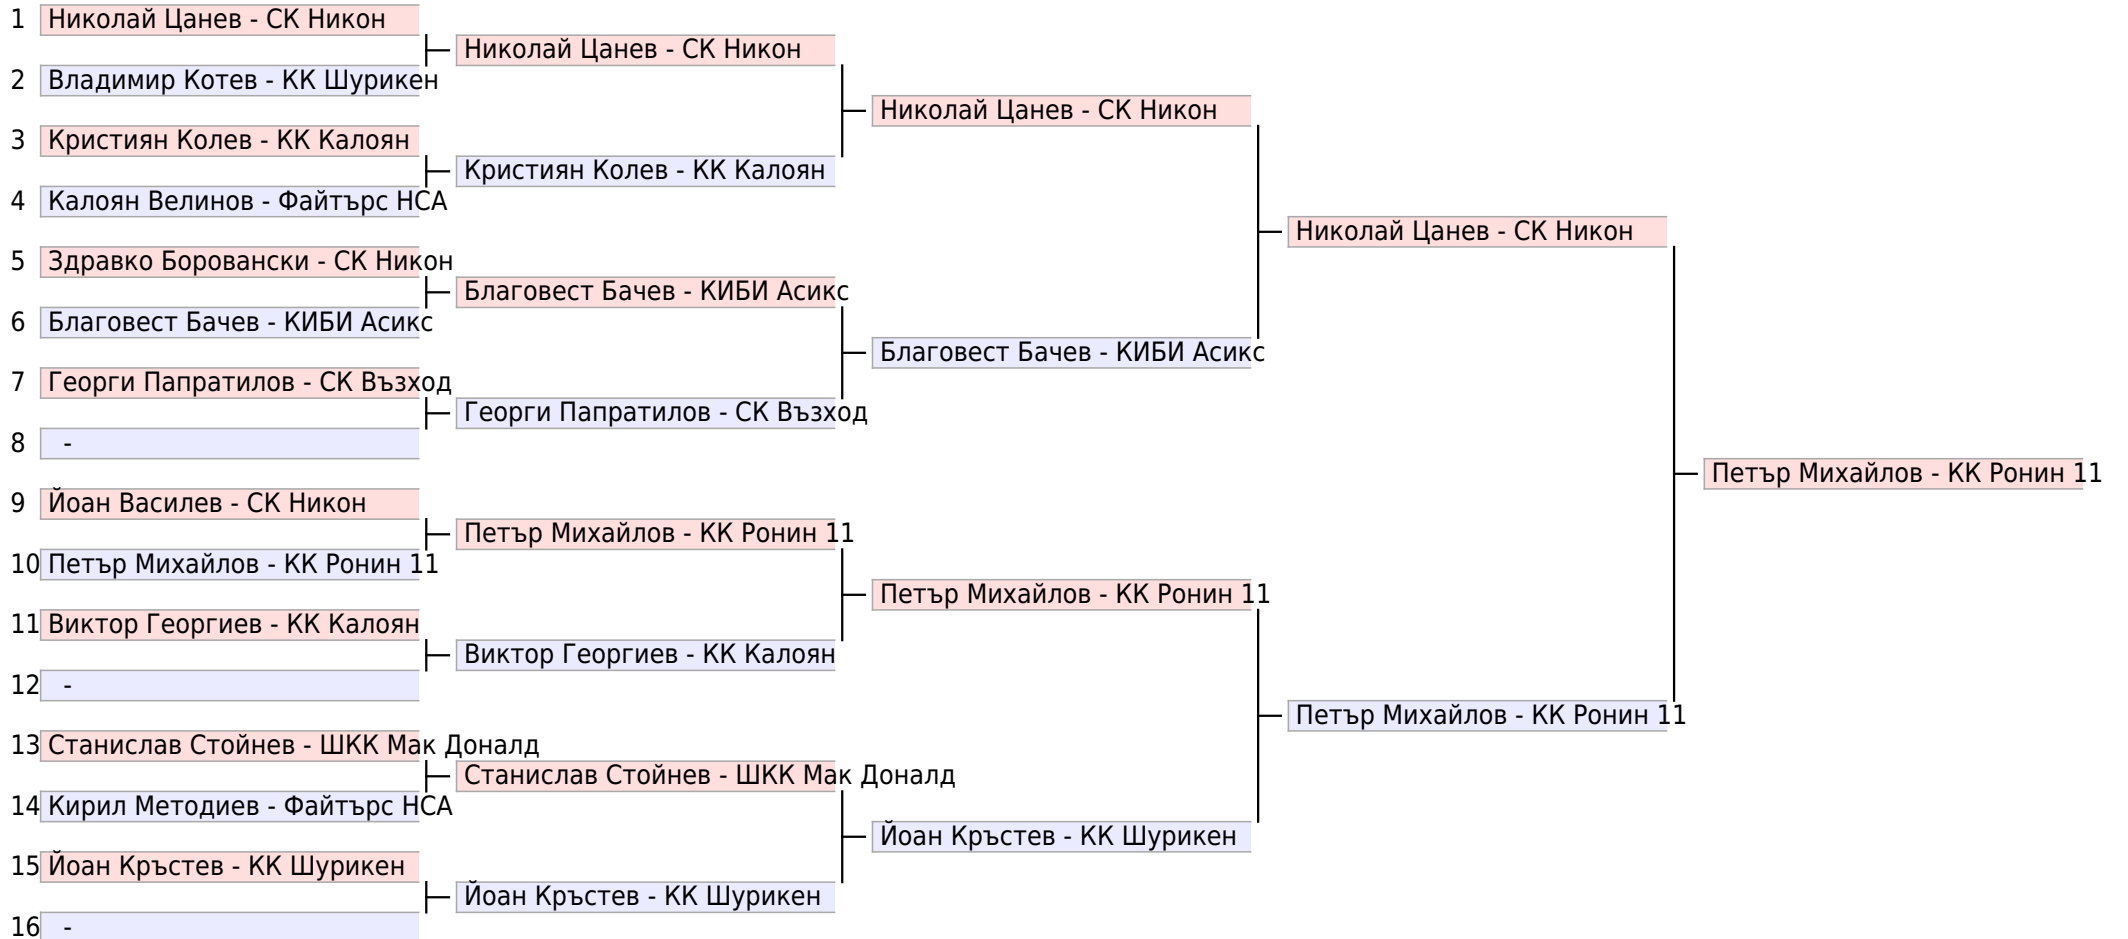 1 Николай Цанев - СК Никон
2 Владимир Котев - КК Шурикен
3 Кристиян Колев - КК Калоян
4 Калоян Велинов - Файтърс НСА
5 Здравко Боровански - СК Никон
6 Благовест Бачев - КИБИ Асикс
7 Георги Папратилов - СК Възход
8 -
9 Йоан Василев - СК Никон
10 Петър Михайлов - КК Ронин 11
11 Виктор Георгиев - КК Калоян
12 -
13 Станислав Стойнев - ШКК Мак Доналд
14 Кирил Методиев - Файтърс НСА
15 Йоан Кръстев - КК Шурикен
16 -
Николай Цанев - СК Никон
Кристиян Колев - КК Калоян
Благовест Бачев - КИБИ Асикс
Георги Папратилов - СК Възход
Петър Михайлов - КК Ронин 11
Виктор Георгиев - КК Калоян
Станислав Стойнев - ШКК Мак Доналд
Йоан Кръстев - КК Шурикен
Николай Цанев - СК Никон
Благовест Бачев - КИБИ Асикс
Петър Михайлов - КК Ронин 11
Йоан Кръстев - КК Шурикен
Николай Цанев - СК Никон
Петър Михайлов - КК Ронин 11
Петър Михайлов - КК Ронин 11